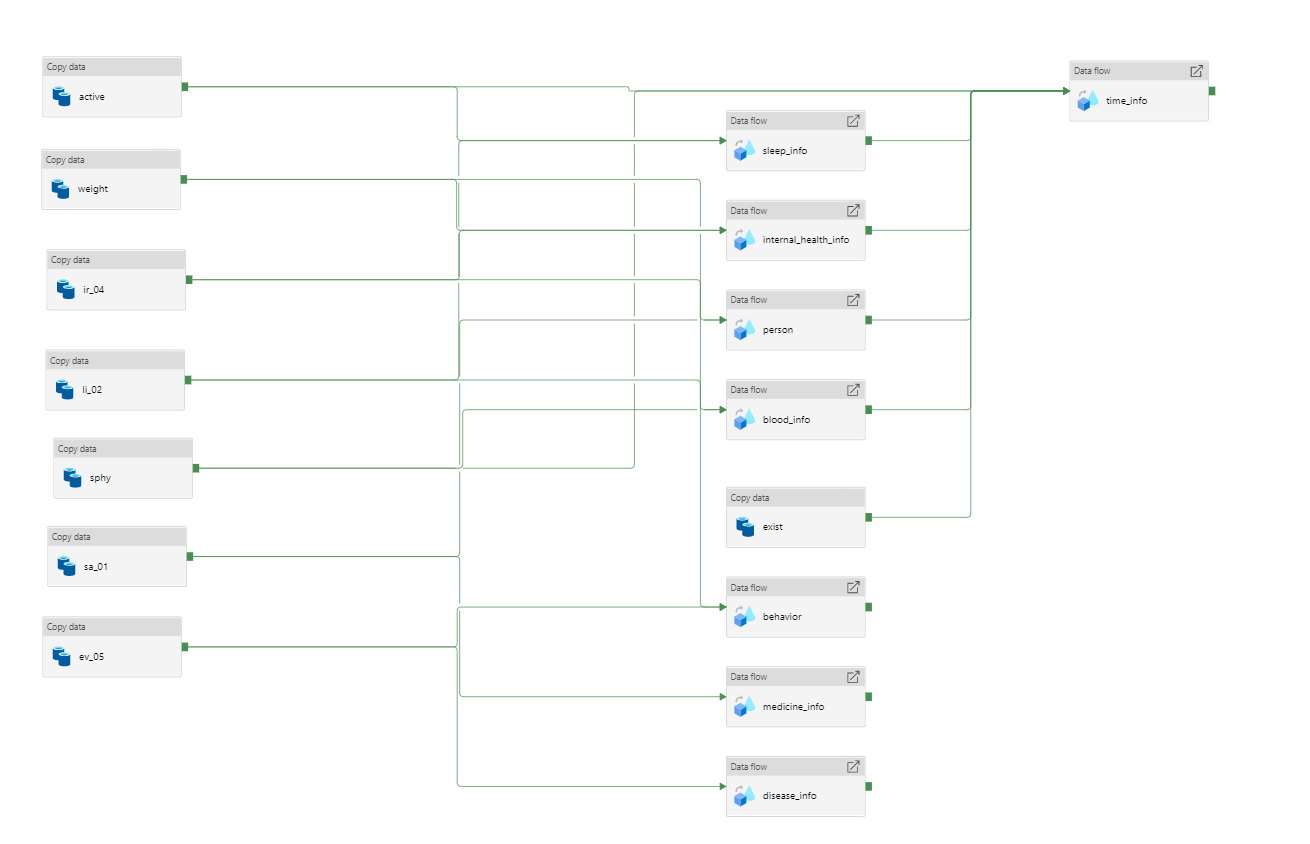 Copy data
active
Copy data
weight
Copy data
ir_04
Copy data
li_02
Copy data
sphy
Copy data
sa_01
Copy data
ev_05
Data flow
sleep_info
Data flow
internal_health_info
Data flow
person
Data flow
blood_info
Copy data
exist
Data flow
behavior
Data flow
medicine_info
Data flow
disease_info
Data flow
time_info